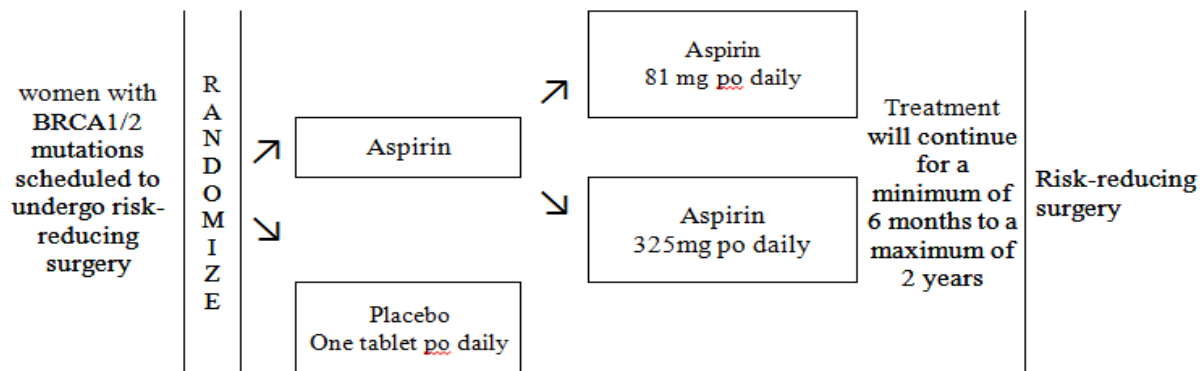 women with
BRCA1/2
mutations
scheduled to
undergo risk-
reducing
surgery
R
A
N
D
O
M
I
Z
E
Aspirin
Placebo
One tablet po daily
Aspirin
81 mg po daily
Aspirin
325mg po daily
Treatment
will continue
for a
minimum of
6 months to a
maximum of
2 years
Risk-reducing
surgery